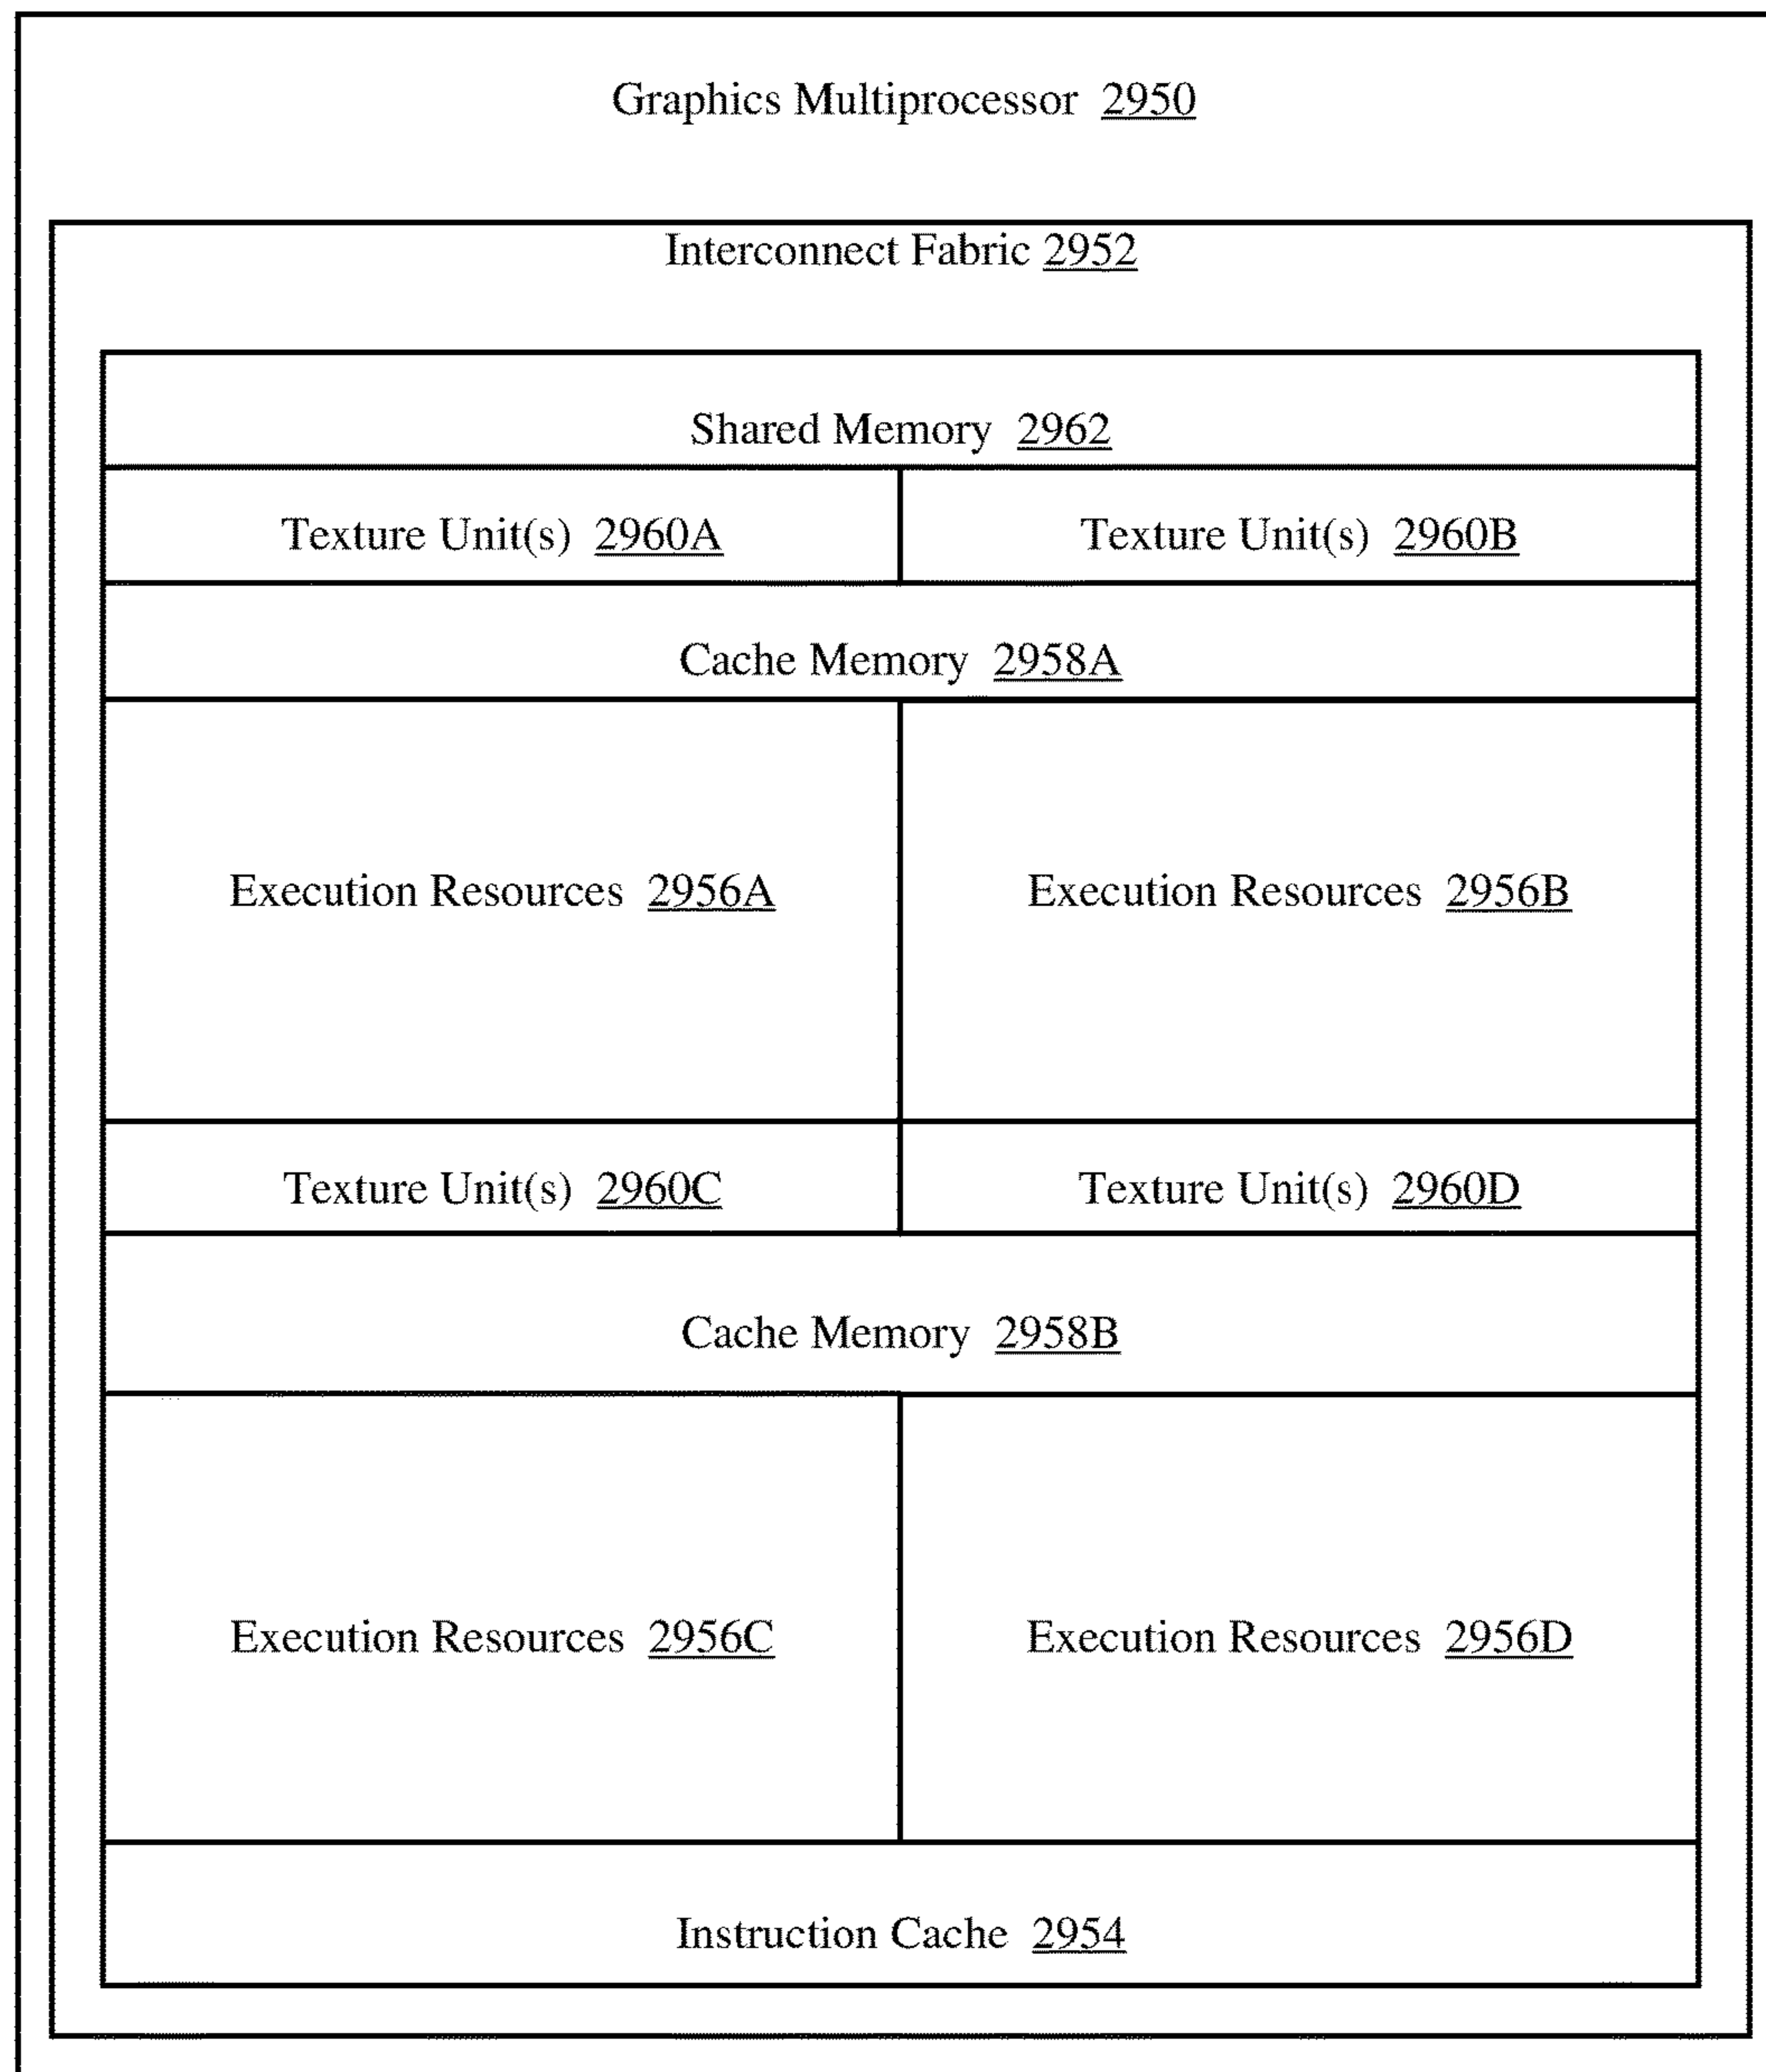 Graphics Multiprocessor 2950
Interconnect Fabric 2952
Shared Memory 2962
Texture Unit(s) 2960A
Texture Unit(s) 2960B
Cache Memory 2958A
Execution Resources 2956A
Execution Resources 2956B
Texture Unit(s) 2960C
Texture Unit(s) 2960D
Cache Memory 2958B
Execution Resources 2956C
Execution Resources 2956D
Instruction Cache 2954